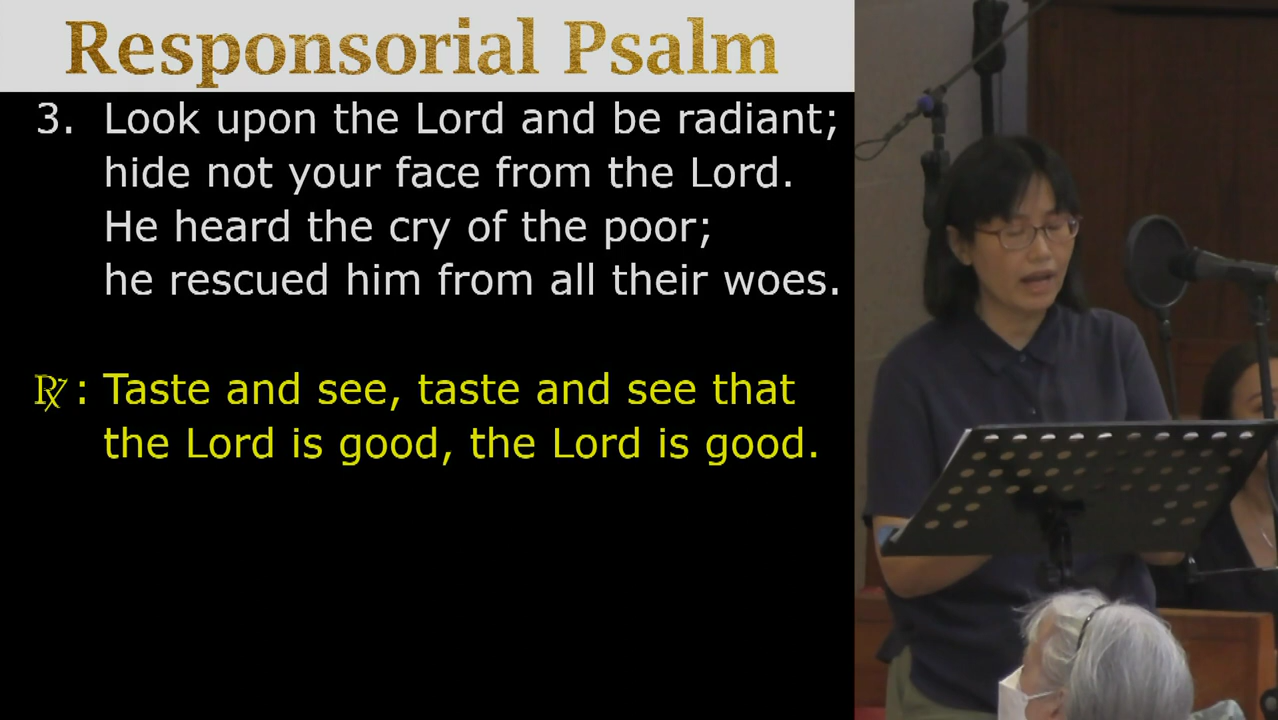 Responsorial Psalm
3. Look upon the Lord and be radiant;
hide not your face from the Lord.
He heard the cry of the poor;
he rescued him from all their woes.
℟: Taste and see, taste and see that
the Lord is good, the Lord is good.